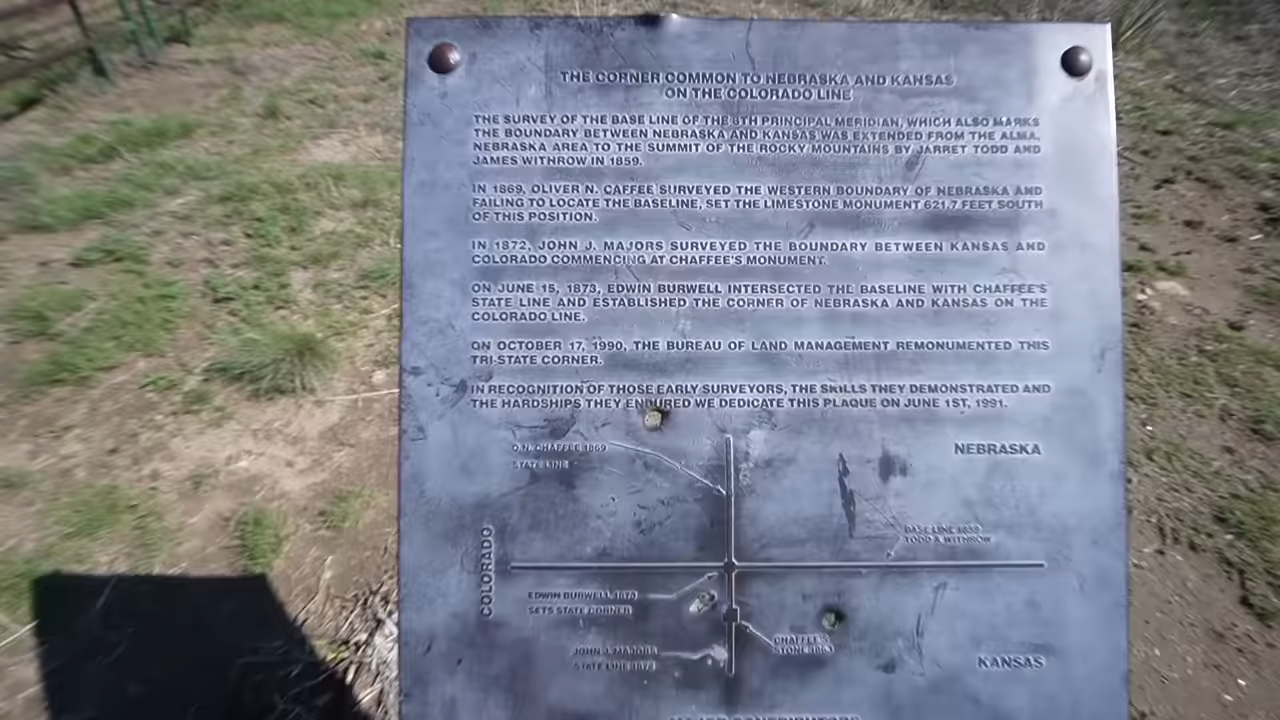 THE CORNER COMMON TO NEBRASKA AND KANSAS
ON THE COLORADO LINE
THE SURVEY OF THE BASE LINE OF THE 6TH PRINCIPAL MERIDIAN, WHICH ALSO MARKS
THE BOUNDARY BETWEEN NEBRASKA AND KANSAS WAS EXTENDED FROM THE ALMA,
NEBRASKA AREA TO THE SUMMIT OF THE ROCKY MOUNTAINS BY JARRET TODD AND
JAMES WITHROW IN 1859.
IN 1869, OLIVER N. CAFFEE SURVEYED THE WESTERN BOUNDARY OF NEBRASKA AND
FAILING TO LOCATE THE BASELINE, SET THE LIMESTONE MONUMENT 621.7 FEET SOUTH
OF THIS POSITION.
IN 1872, JOHN J. MAJORS SURVEYED THE BOUNDARY BETWEEN KANSAS AND
COLORADO COMMENCING AT CHAFFEE'S MONUMENT.
ON JUNE 15, 1873, EDWIN BURWELL INTERSECTED THE BASELINE WITH CHAFFEE'S
STATE LINE AND ESTABLISHED THE CORNER OF NEBRASKA AND KANSAS ON THE
COLORADO LINE.
ON OCTOBER 17, 1990, THE BUREAU OF LAND MANAGEMENT REMONUMENTED THIS
TRI-STATE CORNER.
IN RECOGNITION OF THOSE EARLY SURVEYORS, THE SKILLS THEY DEMONSTRATED AND
THE HARDSHIPS THEY ENDURED WE DEDICATE THIS PLAQUE ON JUNE 1ST, 1991.
O.N. CHAFFEE 1869
STATE LINE
NEBRASKA
BASE LINE 1859
TODD & WITHROW
COLORADO
EDWIN BURWELL 1873
SETS STATE CORNER
CHAFFEE'S
STONE
JOHN J. MAJORS
STATE LINE 1872
KANSAS
MAJOR CONTRIBUTORS